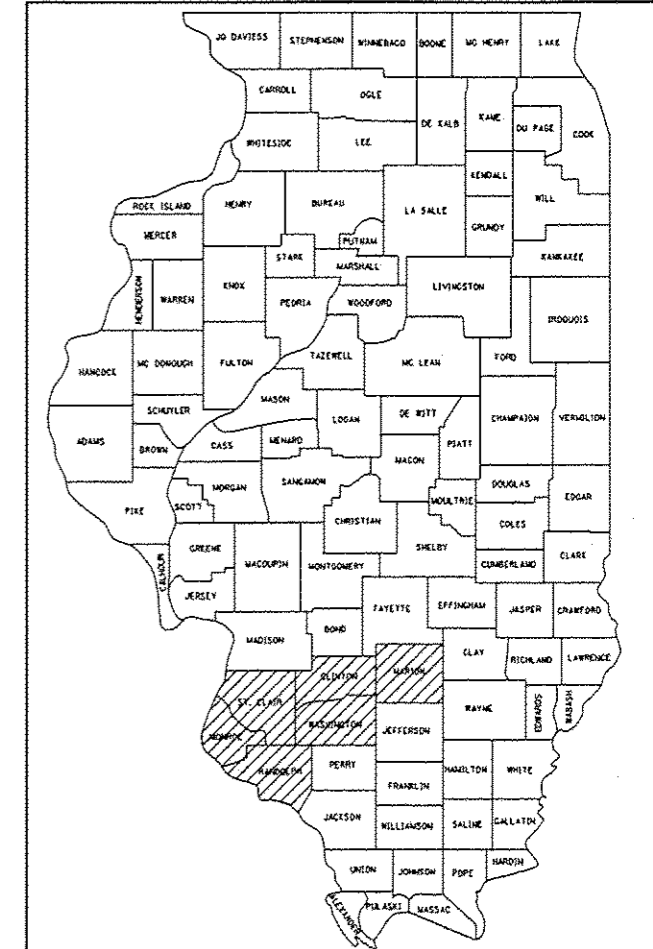 JO DAVIESS STEPHENSON WINNEBAGO BOONE MC HENRY LAKE
CARROLL OGLE DE KALB KANE DU PAGE COOK
WHITESIDE LEE
KENDALL
ROCK ISLAND HENRY BUREAU LA SALLE GRUNDY WILL
MERCER PUTNAM
STARK MARSHALL KANKAKEE
HENDERSON WARREN KNOX PEORIA WOODFORD LIVINGSTON IROQUOIS
HANCOCK MC DONOUGH FULTON TAZEWELL MC LEAN FORD
MASON
SCHUYLER LOGAN DE WITT CHAMPAIGN VERMILION
ADAMS BROWN CASS MENARD PIATT
MACON
PIKE SCOTT MORGAN SANGAMON MOULTRIE DOUGLAS EDGAR
CHRISTIAN COLES
GREENE MACOUPIN MONTGOMERY SHELBY CUMBERLAND CLARK
CALHOUN JERSEY
FAYETTE EFFINGHAM JASPER CRAWFORD
MADISON BOND
CLAY RICHLAND LAWRENCE
CLINTON MARION
ST. CLAIR WAYNE EDWARDS WABASH
MONROE WASHINGTON JEFFERSON
RANDOLPH PERRY HAMILTON WHITE
FRANKLIN
JACKSON WILLIAMSON SALINE GALLATIN
UNION JOHNSON POPE HARDIN
ALEXANDER PULASKI MASSAC